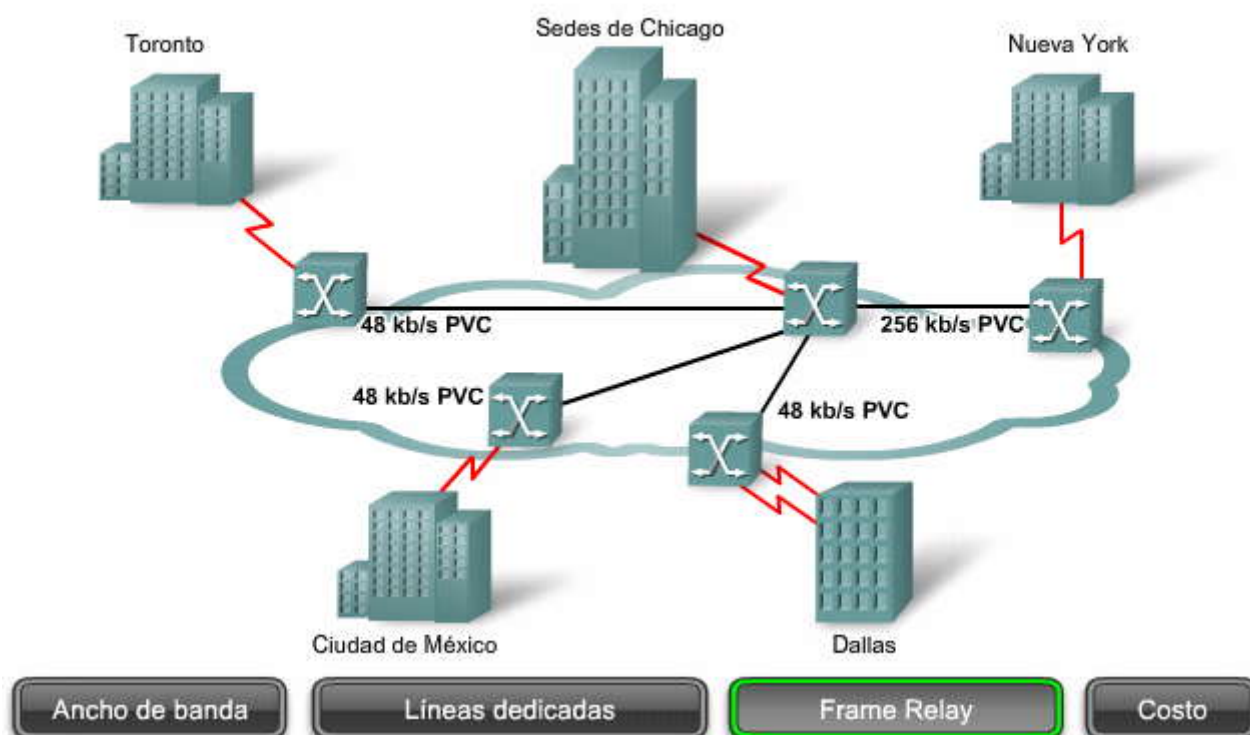 Sedes de Chicago
Toronto
Nueva York
48 kb/s PVC
256 kb/s PVC
48 kb/s PVC
48 kb/s PVC
Ciudad de México
Dallas
Ancho de banda
Líneas dedicadas
Frame Relay
Costo